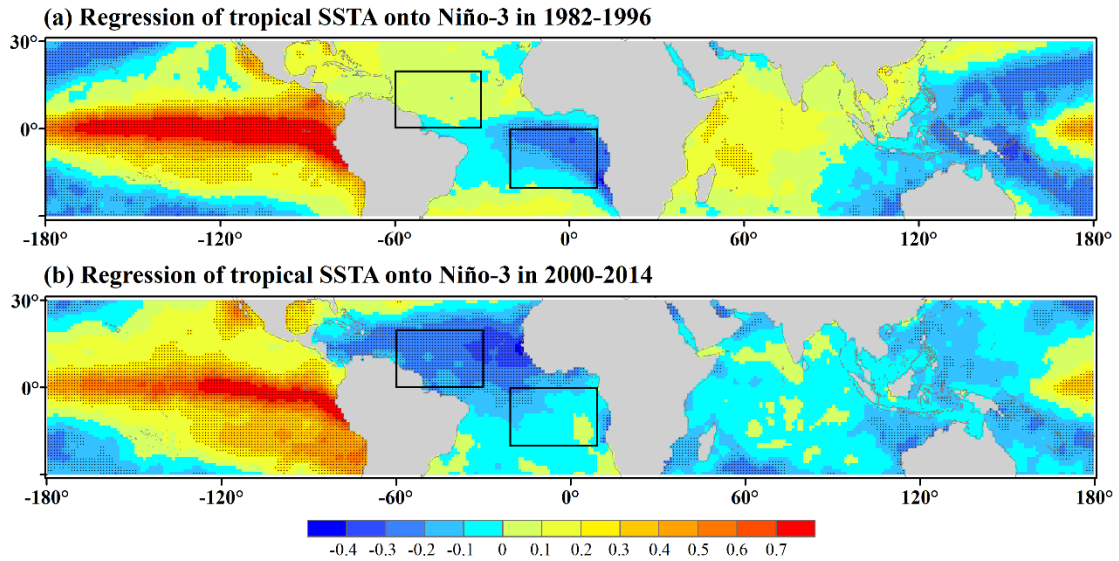 (a) Regression of tropical SSTA onto Niño-3 in 1982-1996
30°
0°
-180° -120° -60° 0° 60° 120° 180°
(b) Regression of tropical SSTA onto Niño-3 in 2000-2014
30°
0°
-180° -120° -60° 0° 60° 120° 180°
-0.4 -0.3 -0.2 -0.1 0 0.1 0.2 0.3 0.4 0.5 0.6 0.7